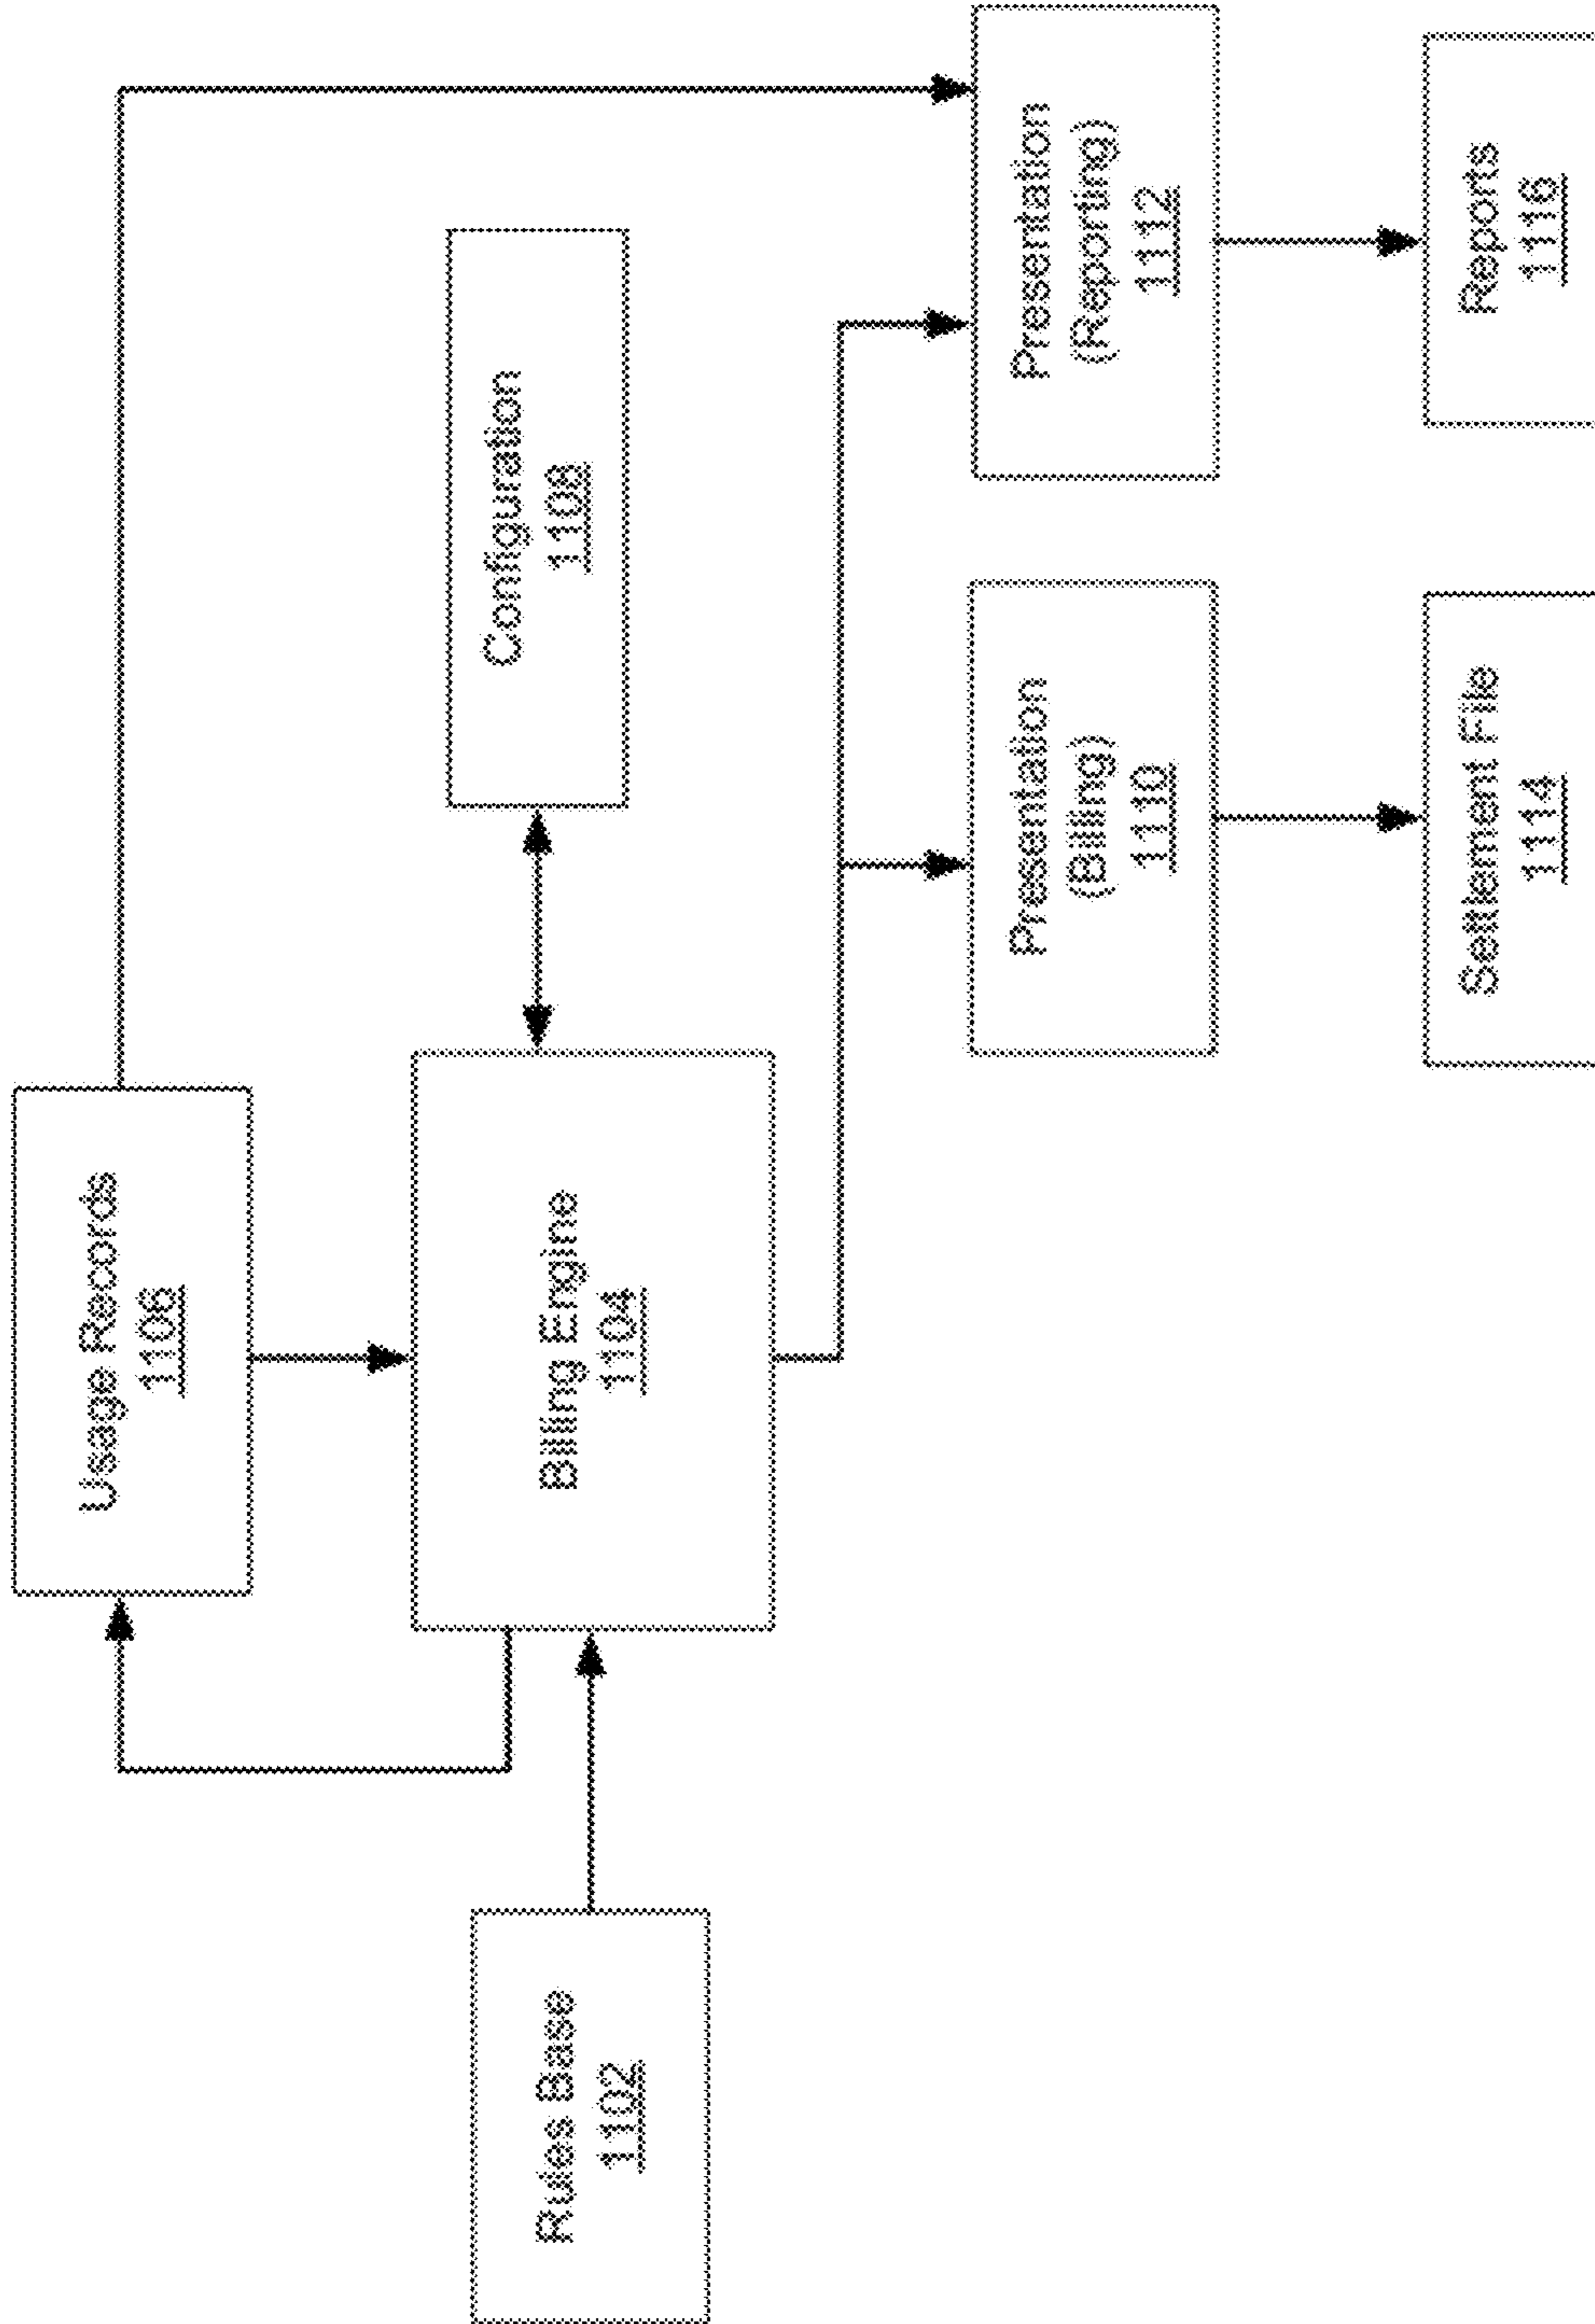 Usage Records
1106
Rules Base
1102
Billing Engine
1104
Configuration
1108
Presentation
(Billing)
1110
Presentation
(Reporting)
1112
Settlement File
1114
Reports
1116